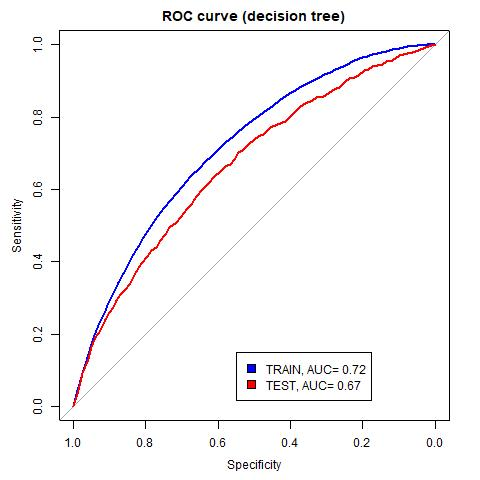 ROC curve (decision tree)
Sensitivity
1.0
0.8
0.6
0.4
0.2
0.0
TRAIN, AUC= 0.72
TEST, AUC= 0.67
1.0 0.8 0.6 0.4 0.2 0.0
Specificity